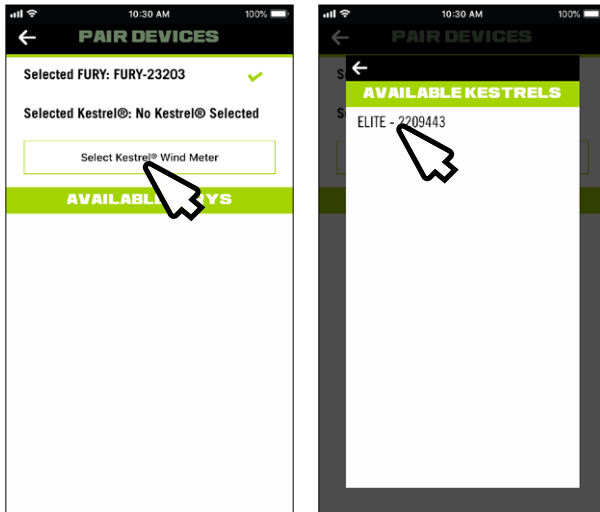 10:30 AM
100%
PAIR DEVICES
Selected FURY: FURY-23203
Selected Kestrel®: No Kestrel® Selected
Select Kestrel® Wind Meter
10:30 AM
100%
PAIR DEVICES
AVAILABLE KESTRELS
ELITE - 2209443